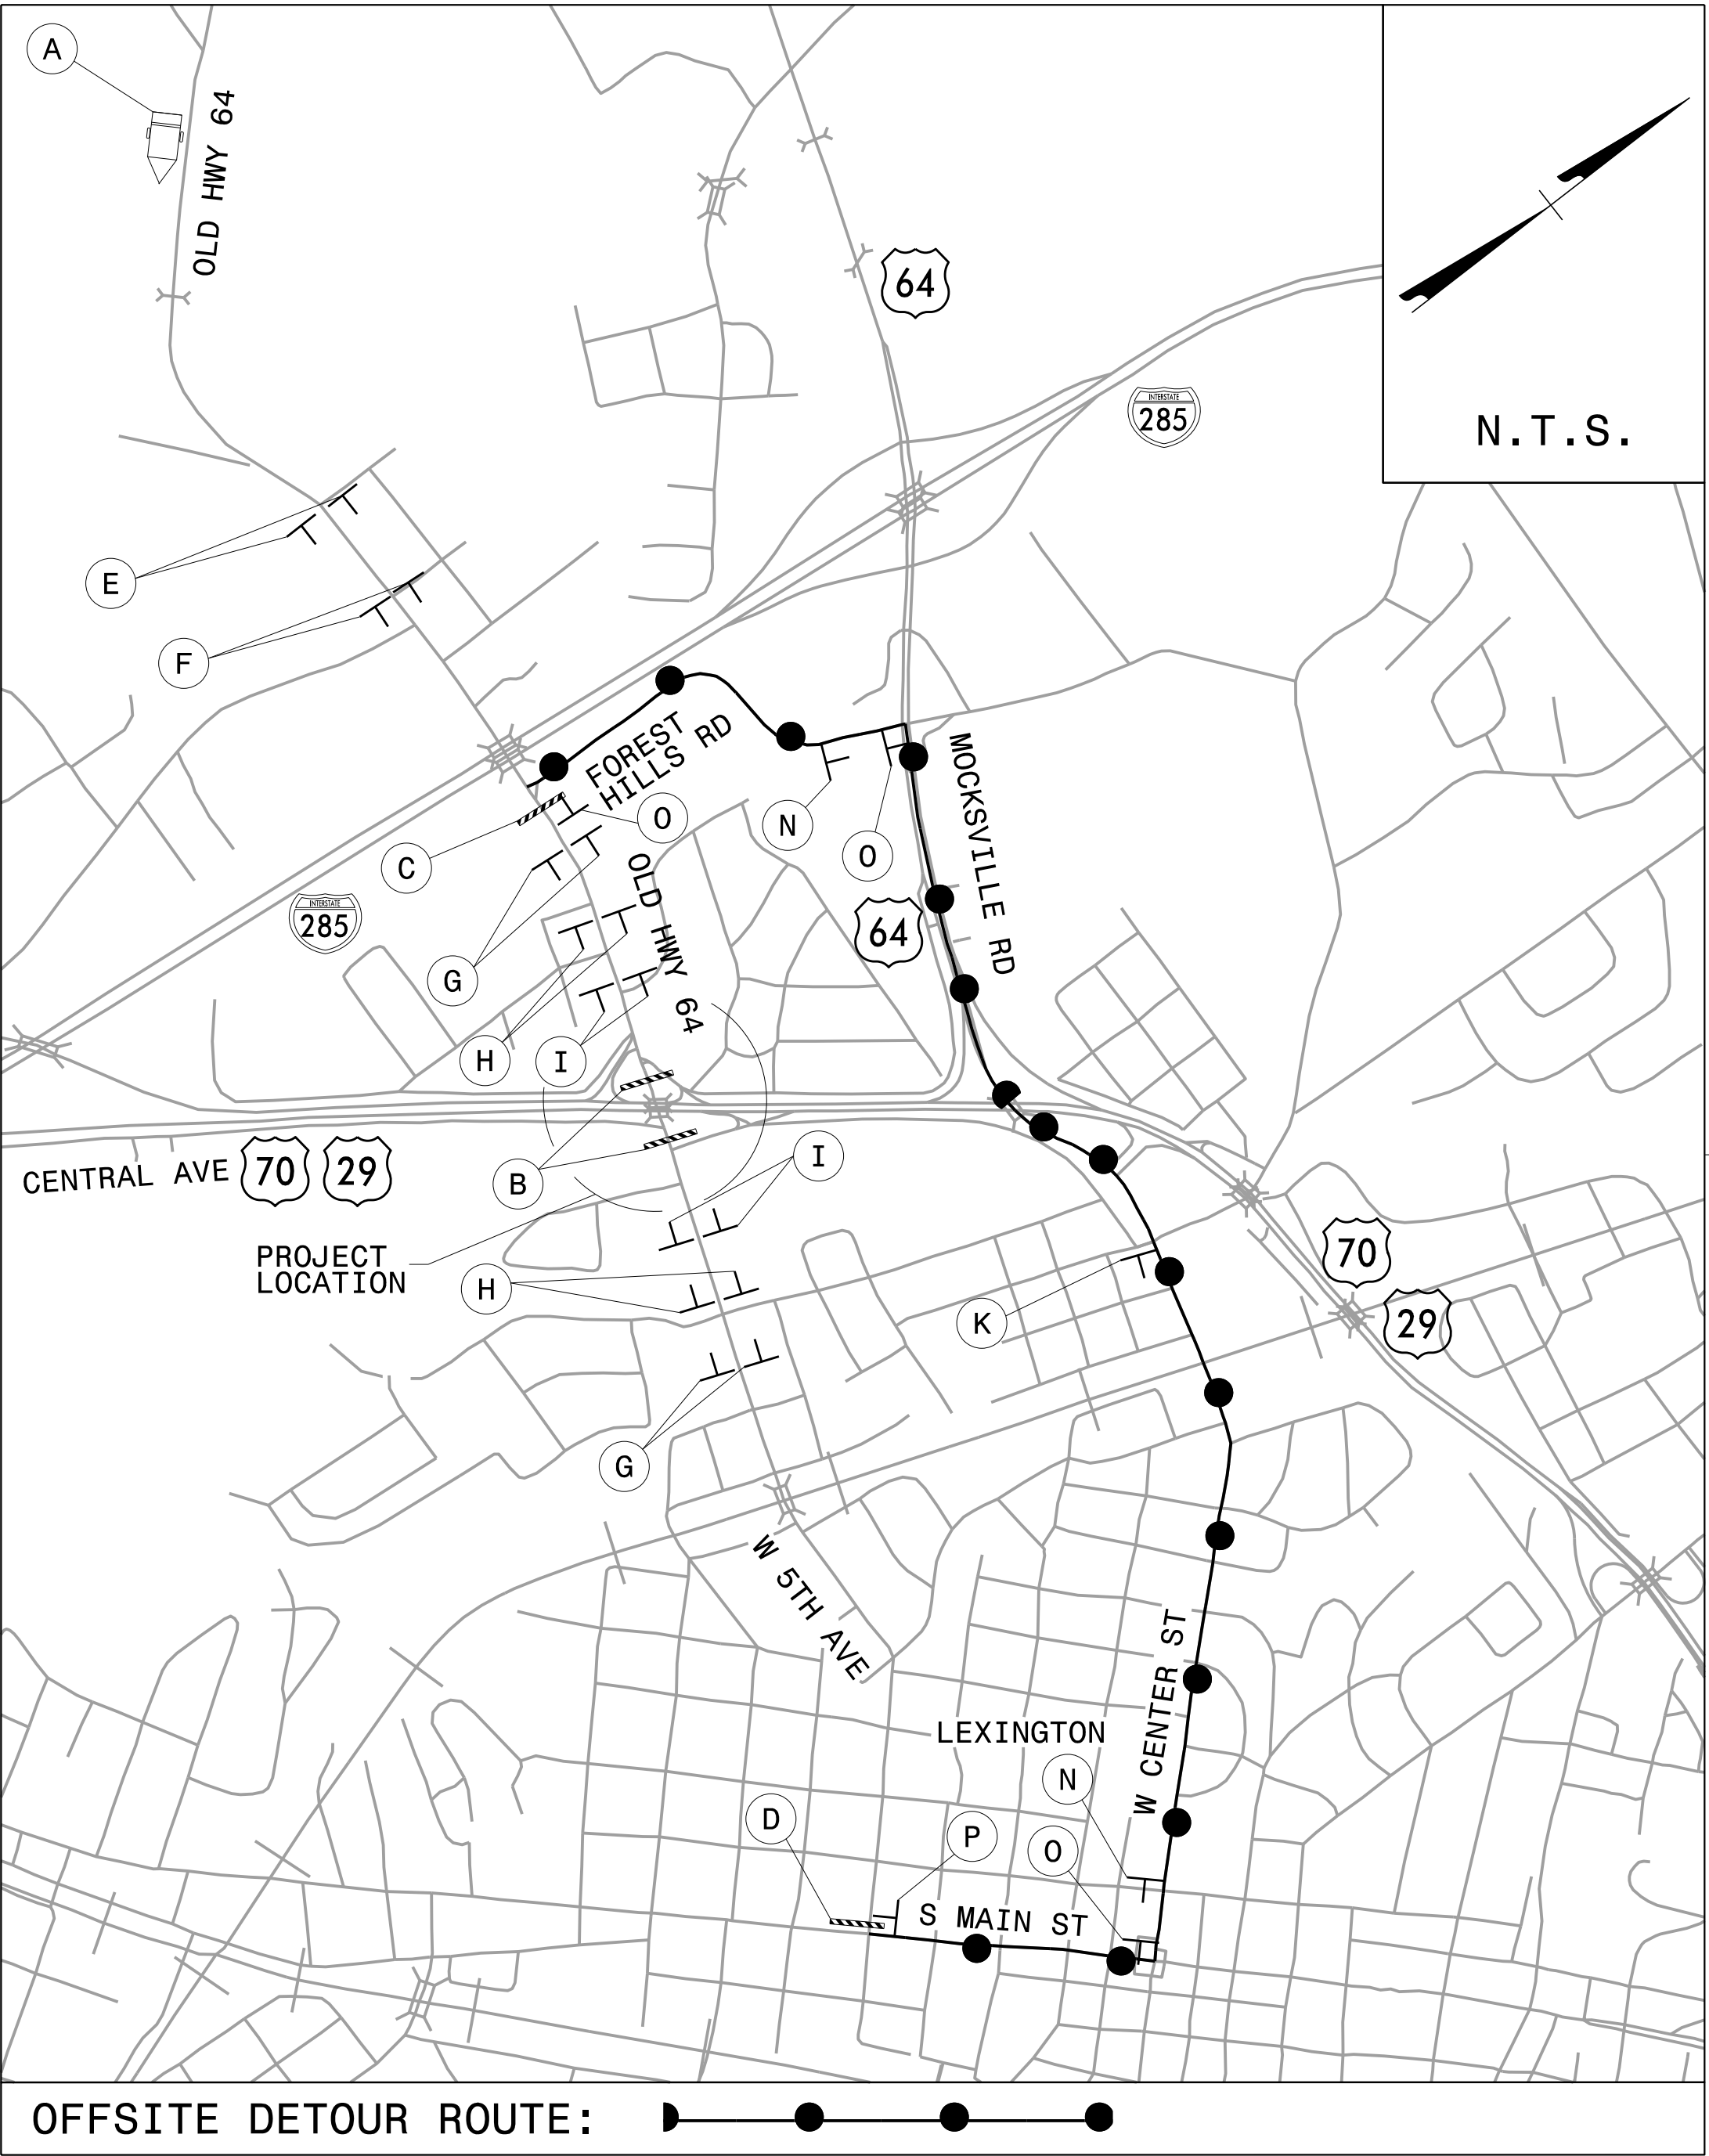 A
OLD HWY 64
64
INTERSTATE
285
N.T.S.
E
F
FOREST
HILLS RD
MOCKSVILLE RD
O
N
O
C
OLD HWY 64
INTERSTATE
285
64
G
H
I
CENTRAL AVE
70
29
B
I
PROJECT
LOCATION
H
K
70
29
G
W 5TH AVE
W CENTER ST
LEXINGTON
N
D
P
O
S MAIN ST
OFFSITE DETOUR ROUTE: